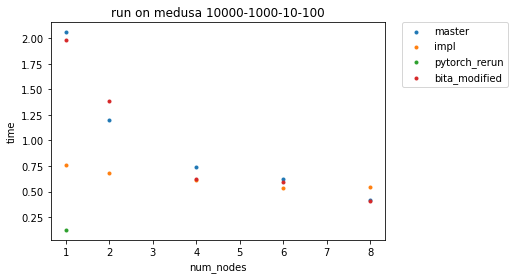 run on medusa 10000-1000-10-100
master
impl
pytorch_rerun
bita_modified
time
2.00
1.75
1.50
1.25
1.00
0.75
0.50
0.25
1 2 3 4 5 6 7 8
num_nodes